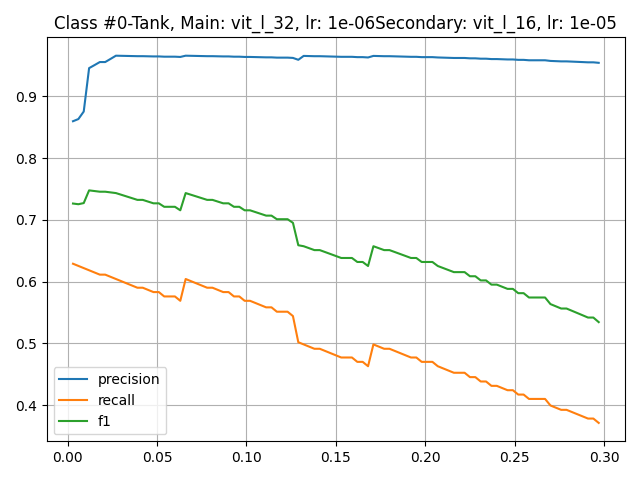 Class #0-Tank, Main: vit_l_32, lr: 1e-06Secondary: vit_l_16, lr: 1e-05
0.9
0.8
0.7
0.6
0.5
0.4
precision
recall
f1
0.00 0.05 0.10 0.15 0.20 0.25 0.30